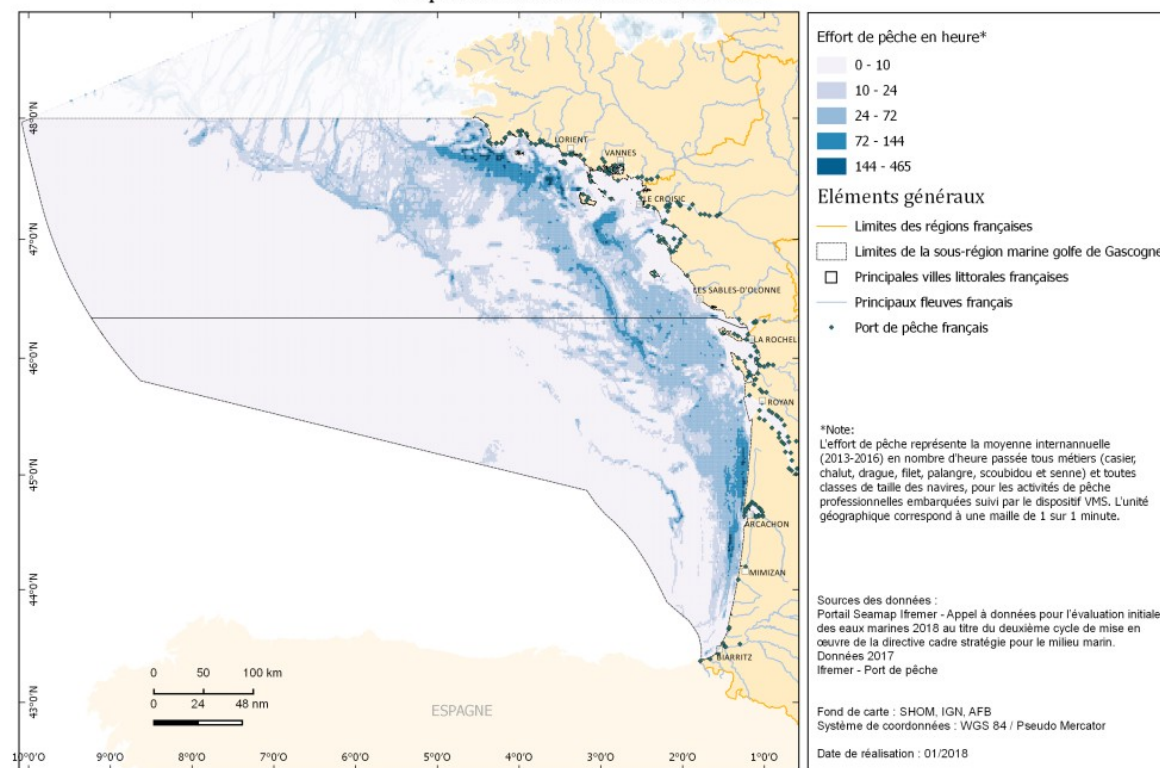 48°0'N
47°0'N
46°0'N
45°0'N
44°0'N
43°0'N
LORIENT
VANNES
LE CROISIC
LES SABLES-D'OLONNE
LA ROCHEL
ROYAN
ARCACHON
MIMIZAN
BIARRITZ
ESPAGNE
0 50 100 km
0 24 48 nm
10°0'O 9°0'O 8°0'O 7°0'O 6°0'O 5°0'O 4°0'O 3°0'O 2°0'O 1°0'O
Effort de pêche en heure*
0 - 10
10 - 24
24 - 72
72 - 144
144 - 465
Eléments généraux
Limites des régions françaises
Limites de la sous-région marine golfe de Gascogne
Principales villes littorales françaises
Principaux fleuves français
Port de pêche français
*Note:
L'effort de pêche représente la moyenne internannuelle
(2013-2016) en nombre d'heure passée tous métiers (casier,
chalut, drague, filet, palangre, scoubidou et senne) et toutes
classes de taille des navires, pour les activités de pêche
professionnelles embarquées suivi par le dispositif VMS. L'unité
géographique correspond à une maille de 1 sur 1 minute.
Sources des données :
Portail Seamap Ifremer - Appel à données pour l'évaluation initiale
des eaux marines 2018 au titre du deuxième cycle de mise en
œuvre de la directive cadre stratégie pour le milieu marin.
Données 2017
Ifremer - Port de pêche
Fond de carte : SHOM, IGN, AFB
Système de coordonnées : WGS 84 / Pseudo Mercator
Date de réalisation : 01/2018